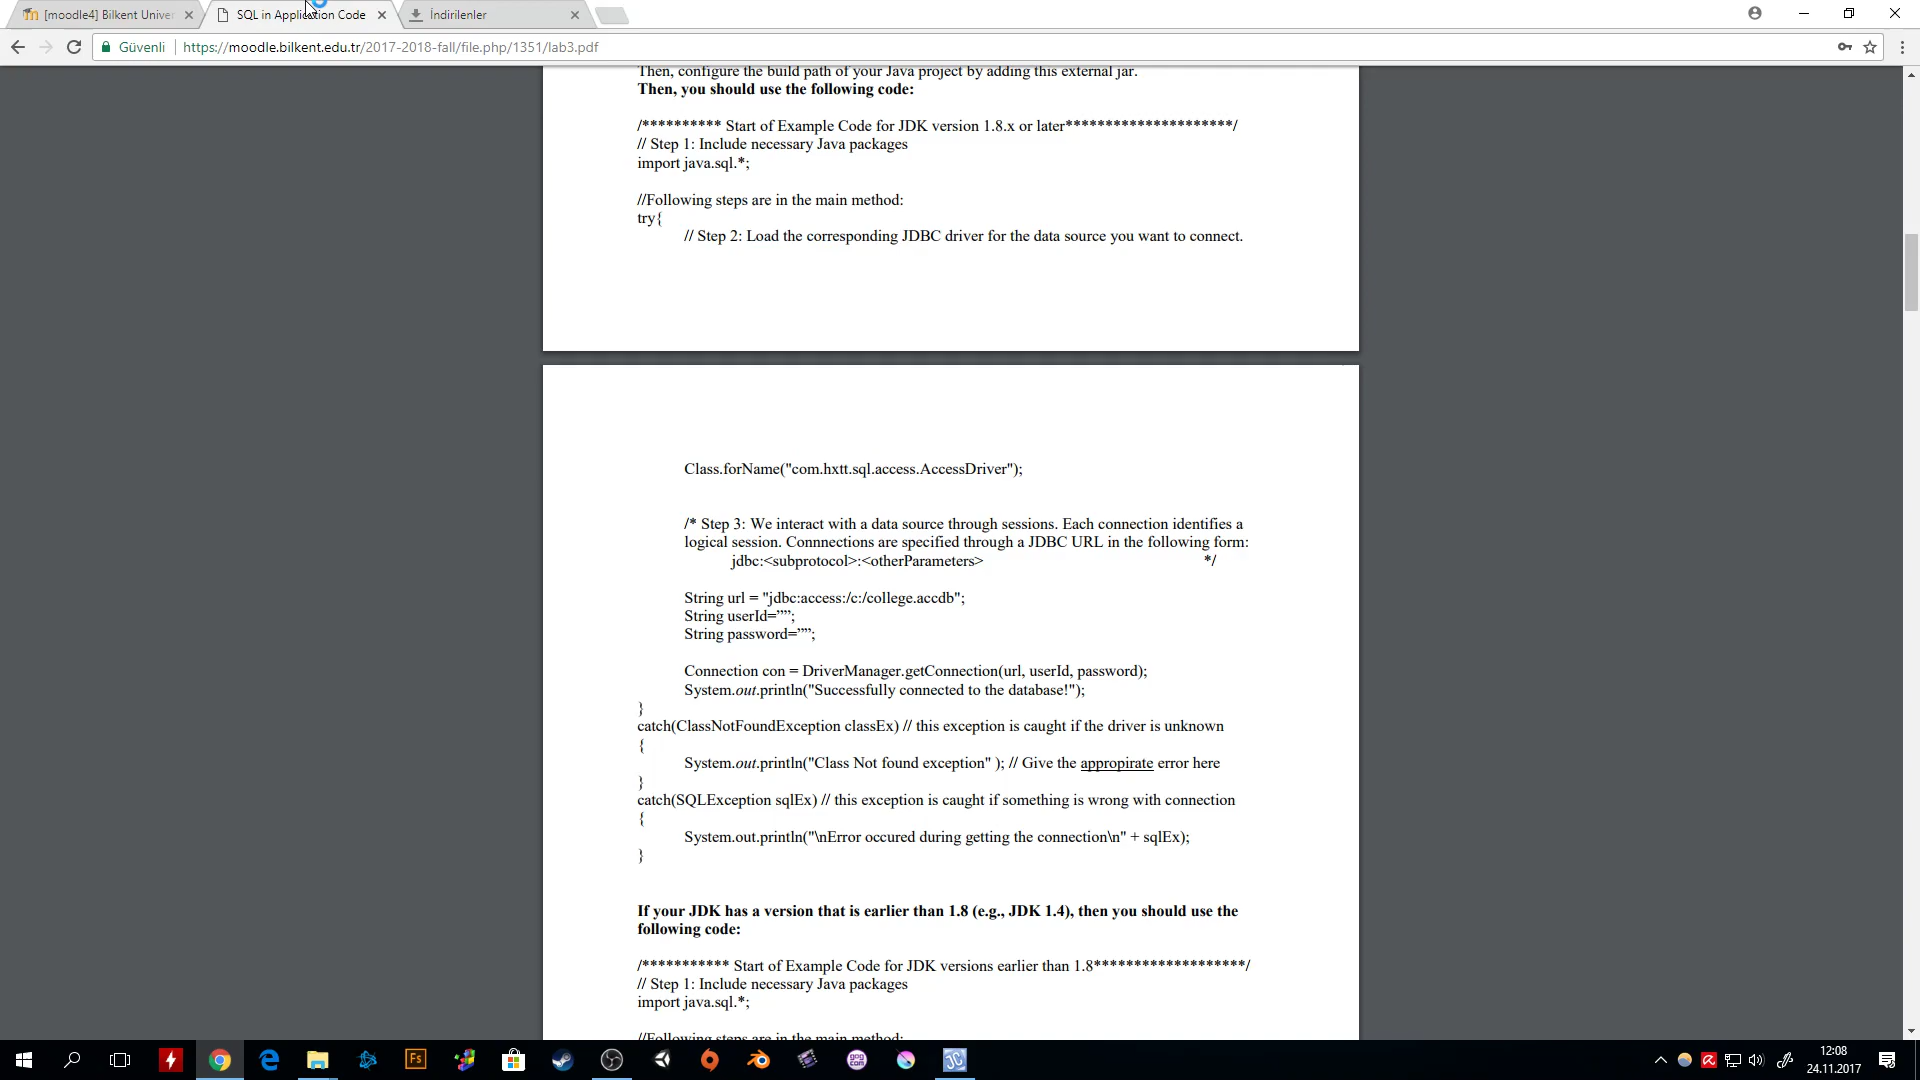 [moodle4] Bilkent Univer
SQL in Application Code
İndirilenler
Güvenli
https://moodle.bilkent.edu.tr/2017-2018-fall/file.php/1351/lab3.pdf
Then, configure the build path of your Java project by adding this external jar.
Then, you should use the following code:
/********** Start of Example Code for JDK version 1.8.x or later*********************/
// Step 1: Include necessary Java packages
import java.sql.*;
//Following steps are in the main method:
try{
// Step 2: Load the corresponding JDBC driver for the data source you want to connect.
Class.forName("com.hxtt.sql.access.AccessDriver");
/* Step 3: We interact with a data source through sessions. Each connection identifies a
logical session. Connnections are specified through a JDBC URL in the following form:
jdbc:<subprotocol>:<otherParameters> */
String url = "jdbc:access:/c:/college.accdb";
String userId=””;
String password=””;
Connection con = DriverManager.getConnection(url, userId, password);
System.out.println("Successfully connected to the database!");
}
catch(ClassNotFoundException classEx) // this exception is caught if the driver is unknown
{
System.out.println("Class Not found exception" ); // Give the appropirate error here
}
catch(SQLException sqlEx) // this exception is caught if something is wrong with connection
{
System.out.println("\nError occured during getting the connection\n" + sqlEx);
}
If your JDK has a version that is earlier than 1.8 (e.g., JDK 1.4), then you should use the
following code:
/*********** Start of Example Code for JDK versions earlier than 1.8*******************/
// Step 1: Include necessary Java packages
import java.sql.*;
//Following steps are in the main method:
Fs
gog
com
JC
12:08
24.11.2017